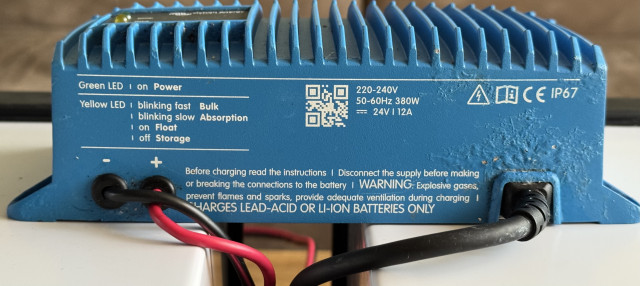 Green LED | on Power
Yellow LED | blinking fast Bulk
| blinking slow Absorption
| on Float
| off Storage
220-240V
50-60Hz 380W
⎓ 24V | 12A
CE IP67
- +
Before charging read the instructions | Disconnect the supply before making
or breaking the connections to the battery | WARNING: Explosive gases,
prevent flames and sparks, provide adequate ventilation during charging |
CHARGES LEAD-ACID OR LI-ION BATTERIES ONLY